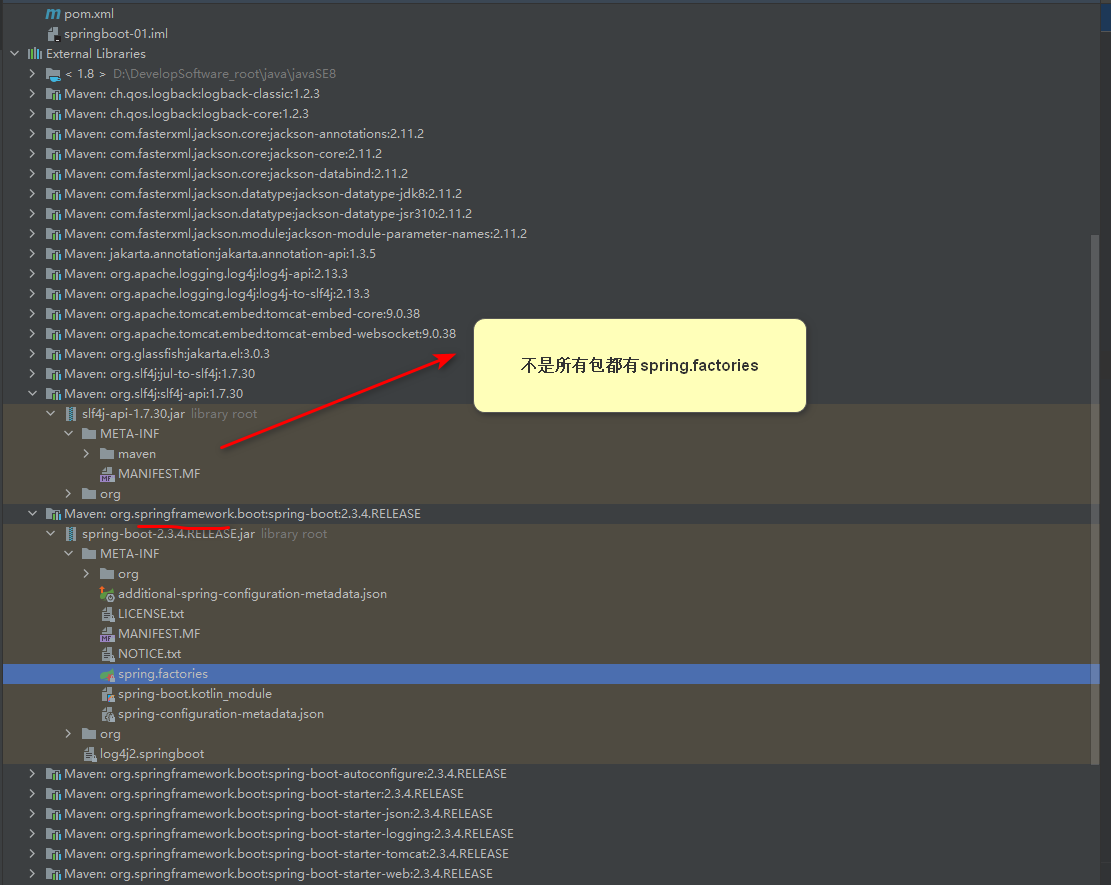 pom.xml
springboot-01.iml
External Libraries
< 1.8 > D:\DevelopSoftware_root\java\javaSE8
Maven: ch.qos.logback:logback-classic:1.2.3
Maven: ch.qos.logback:logback-core:1.2.3
Maven: com.fasterxml.jackson.core:jackson-annotations:2.11.2
Maven: com.fasterxml.jackson.core:jackson-core:2.11.2
Maven: com.fasterxml.jackson.core:jackson-databind:2.11.2
Maven: com.fasterxml.jackson.datatype:jackson-datatype-jdk8:2.11.2
Maven: com.fasterxml.jackson.datatype:jackson-datatype-jsr310:2.11.2
Maven: com.fasterxml.jackson.module:jackson-module-parameter-names:2.11.2
Maven: jakarta.annotation:jakarta.annotation-api:1.3.5
Maven: org.apache.logging.log4j:log4j-api:2.13.3
Maven: org.apache.logging.log4j:log4j-to-slf4j:2.13.3
Maven: org.apache.tomcat.embed:tomcat-embed-core:9.0.38
Maven: org.apache.tomcat.embed:tomcat-embed-websocket:9.0.38
Maven: org.glassfish:jakarta.el:3.0.3
不是所有包都有spring.factories
Maven: org.slf4j:jul-to-slf4j:1.7.30
Maven: org.slf4j:slf4j-api:1.7.30
slf4j-api-1.7.30.jar library root
META-INF
maven
MANIFEST.MF
org
Maven: org.springframework.boot:spring-boot:2.3.4.RELEASE
spring-boot-2.3.4.RELEASE.jar library root
META-INF
org
additional-spring-configuration-metadata.json
LICENSE.txt
MANIFEST.MF
NOTICE.txt
spring.factories
spring-boot.kotlin_module
spring-configuration-metadata.json
org
log4j2.springboot
Maven: org.springframework.boot:spring-boot-autoconfigure:2.3.4.RELEASE
Maven: org.springframework.boot:spring-boot-starter:2.3.4.RELEASE
Maven: org.springframework.boot:spring-boot-starter-json:2.3.4.RELEASE
Maven: org.springframework.boot:spring-boot-starter-logging:2.3.4.RELEASE
Maven: org.springframework.boot:spring-boot-starter-tomcat:2.3.4.RELEASE
Maven: org.springframework.boot:spring-boot-starter-web:2.3.4.RELEASE